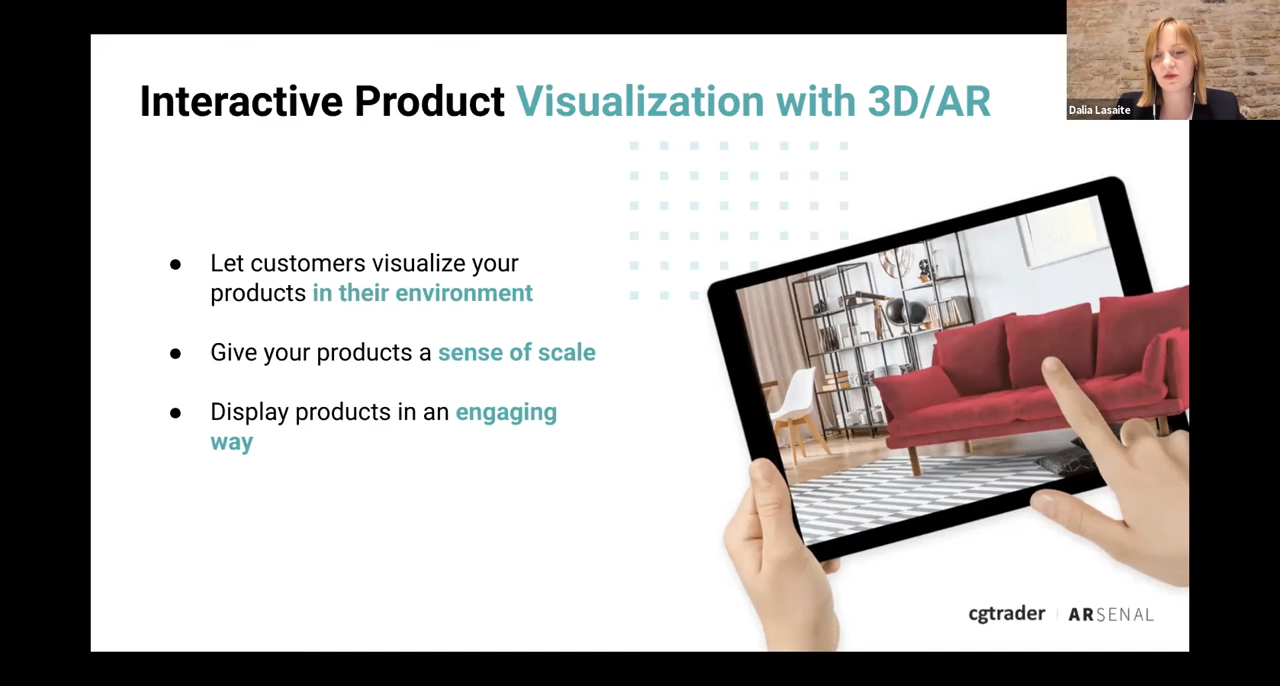 Interactive Product Visualization with 3D/AR
Dalia Lasaite
● Let customers visualize your
products in their environment
● Give your products a sense of scale
● Display products in an engaging
way
cgtrader | ARSENAL